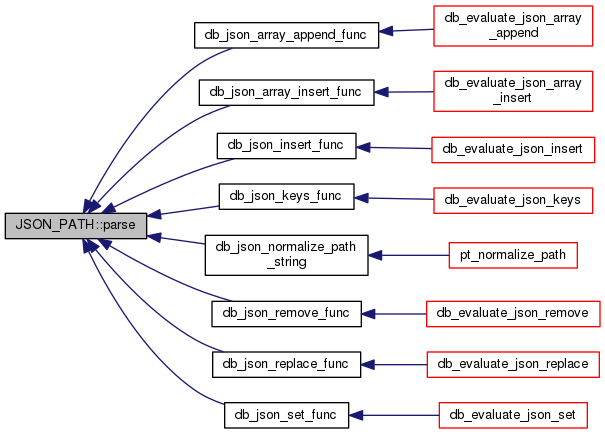 JSON_PATH::parse
db_json_array_append_func
db_evaluate_json_array
_append
db_json_array_insert_func
db_evaluate_json_array
_insert
db_json_insert_func
db_evaluate_json_insert
db_json_keys_func
db_evaluate_json_keys
db_json_normalize_path
_string
pt_normalize_path
db_json_remove_func
db_evaluate_json_remove
db_json_replace_func
db_evaluate_json_replace
db_json_set_func
db_evaluate_json_set